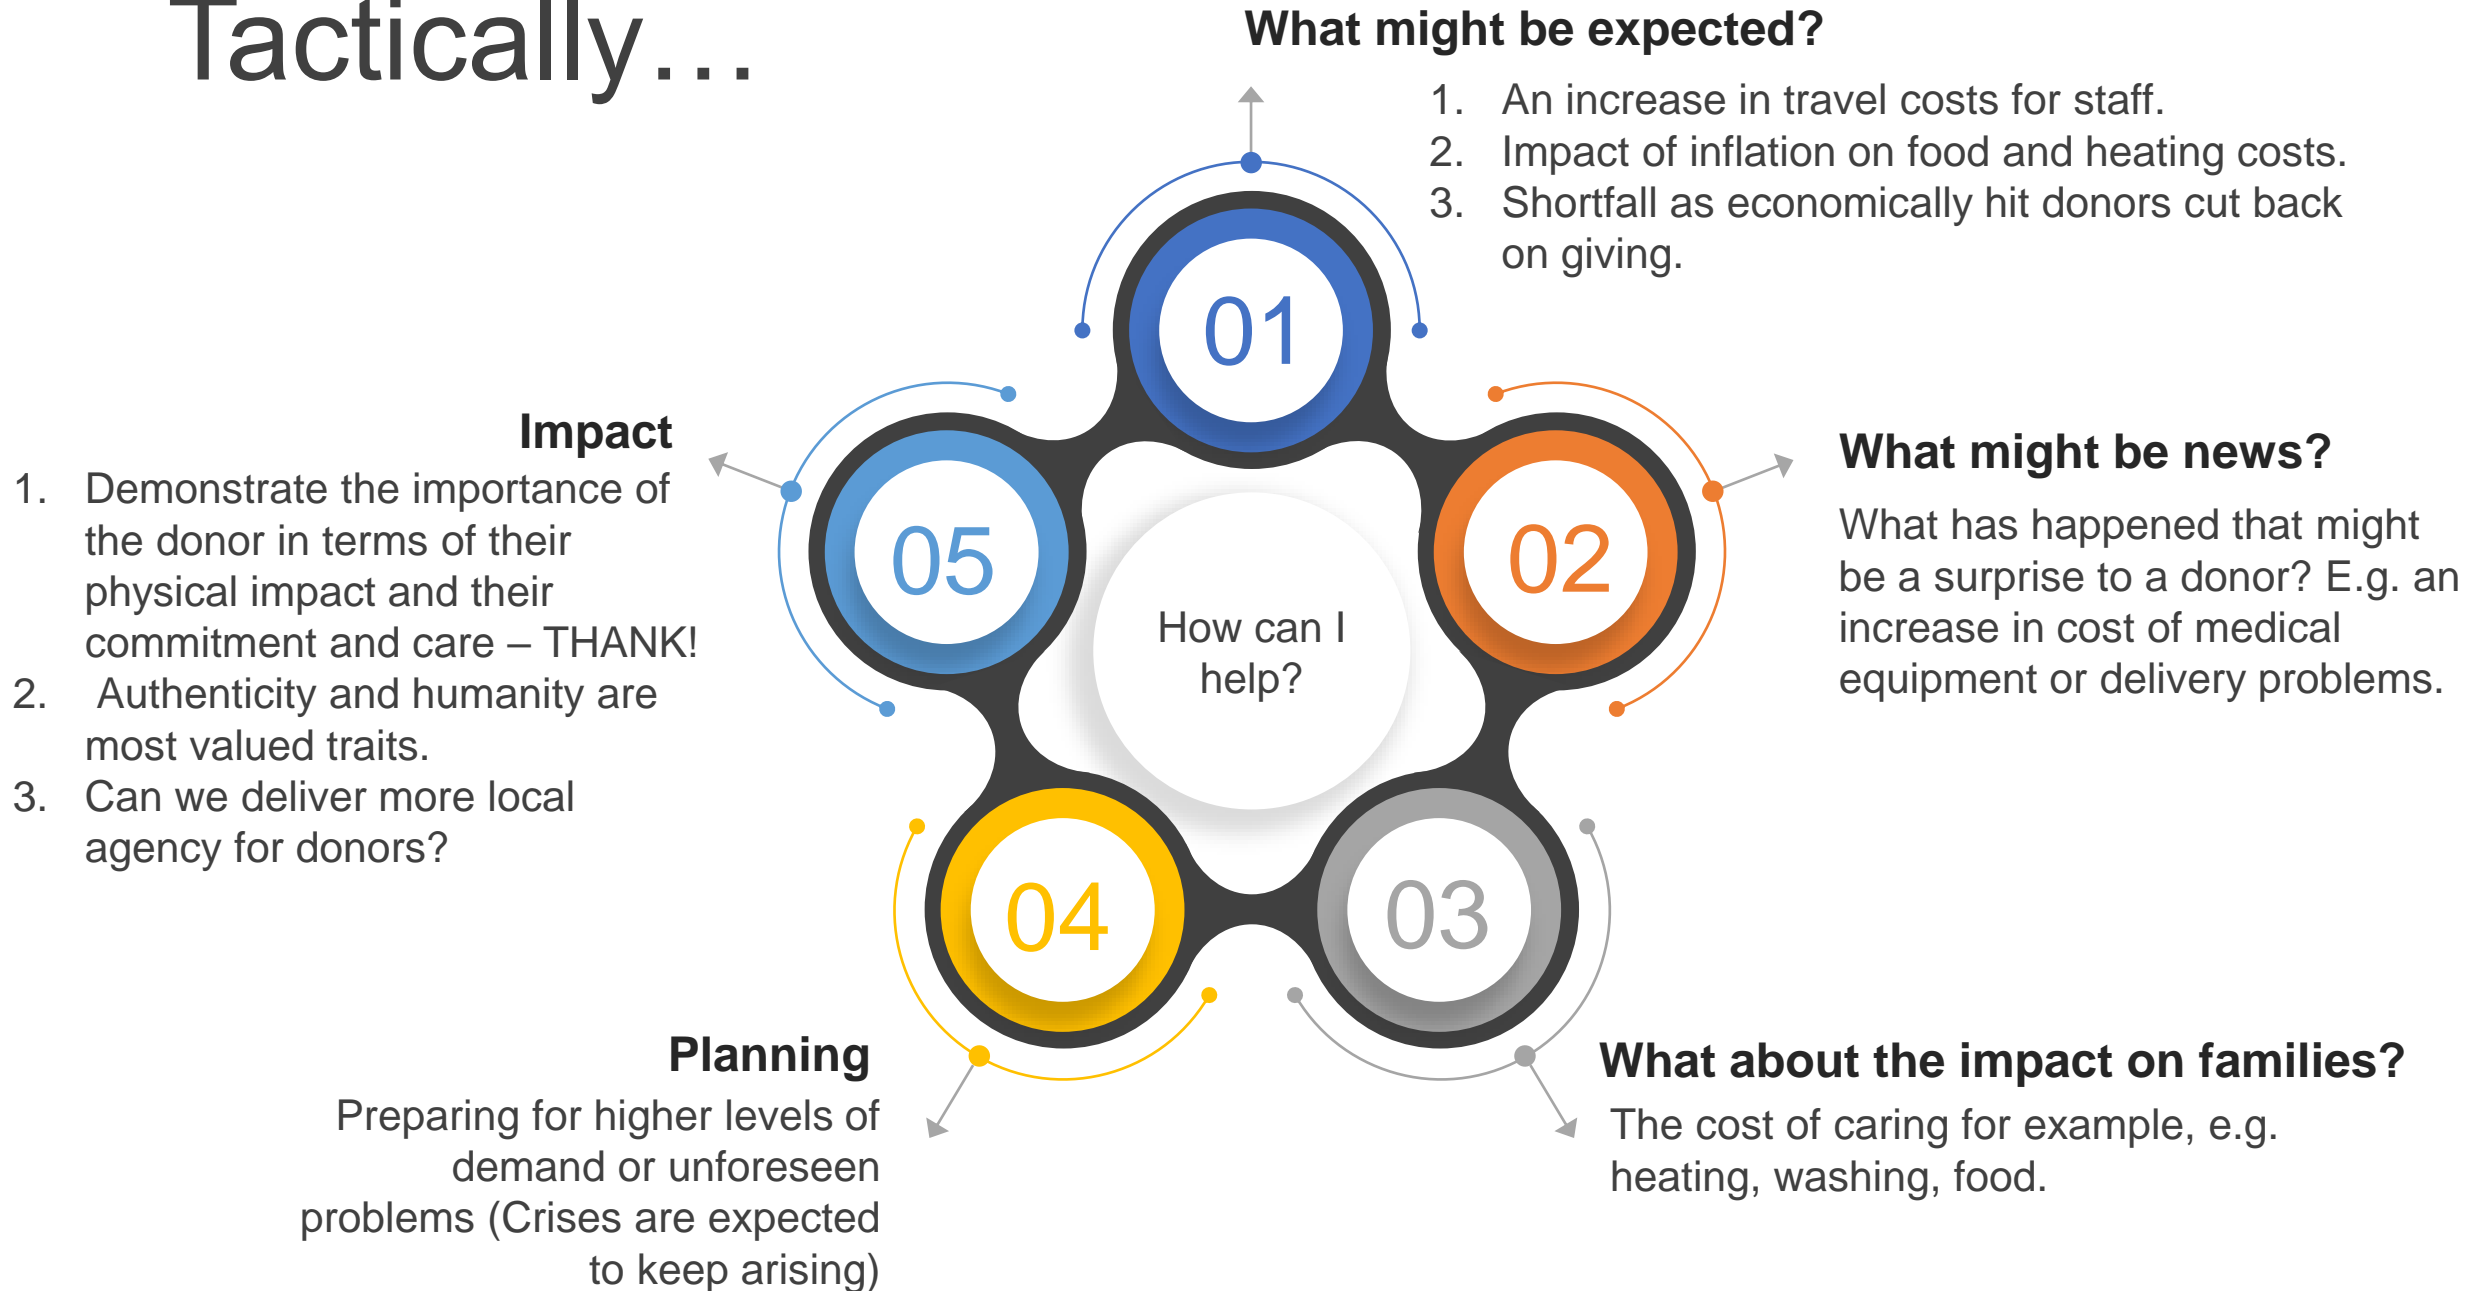 Tactically…
What might be expected?
1. An increase in travel costs for staff.
2. Impact of inflation on food and heating costs.
3. Shortfall as economically hit donors cut back
on giving.
01
What might be news?
What has happened that might
be a surprise to a donor? E.g. an
increase in cost of medical
equipment or delivery problems.
02
What about the impact on families?
The cost of caring for example, e.g.
heating, washing, food.
03
Planning
Preparing for higher levels of
demand or unforeseen
problems (Crises are expected
to keep arising)
04
Impact
1. Demonstrate the importance of
the donor in terms of their
physical impact and their
commitment and care – THANK!
2. Authenticity and humanity are
most valued traits.
3. Can we deliver more local
agency for donors?
05
How can I
help?